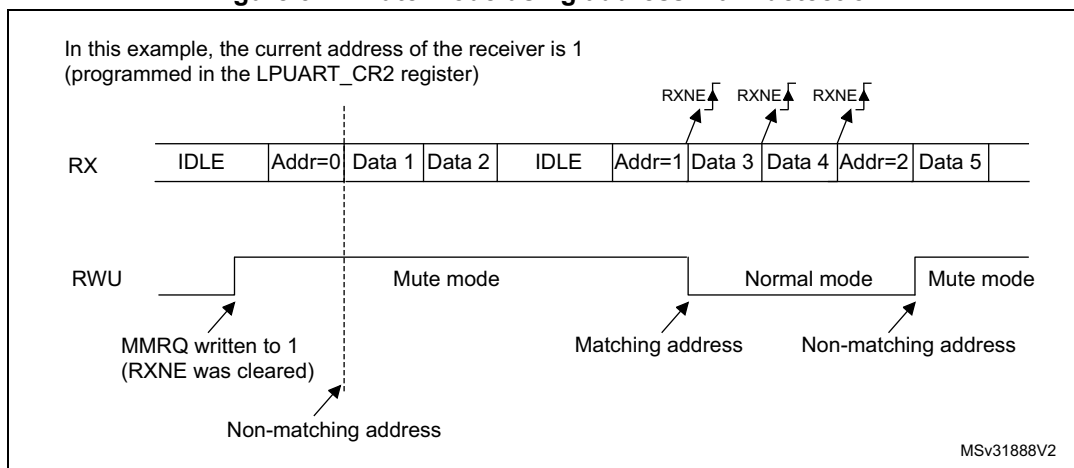 In this example, the current address of the receiver is 1
(programmed in the LPUART_CR2 register)
RXNE RXNE RXNE
RX IDLE Addr=0 Data 1 Data 2 IDLE Addr=1 Data 3 Data 4 Addr=2 Data 5
RWU Mute mode Normal mode Mute mode
MMRQ written to 1
(RXNE was cleared)
Matching address Non-matching address
Non-matching address
MSv31888V2